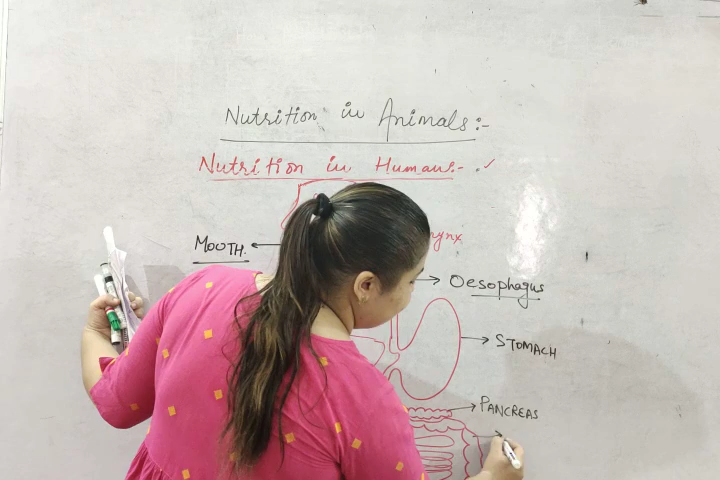 Nutrition in Animals:-
Nutrition in Humans:-
MOUTH.
Oesophagus
STOMACH
PANCREAS